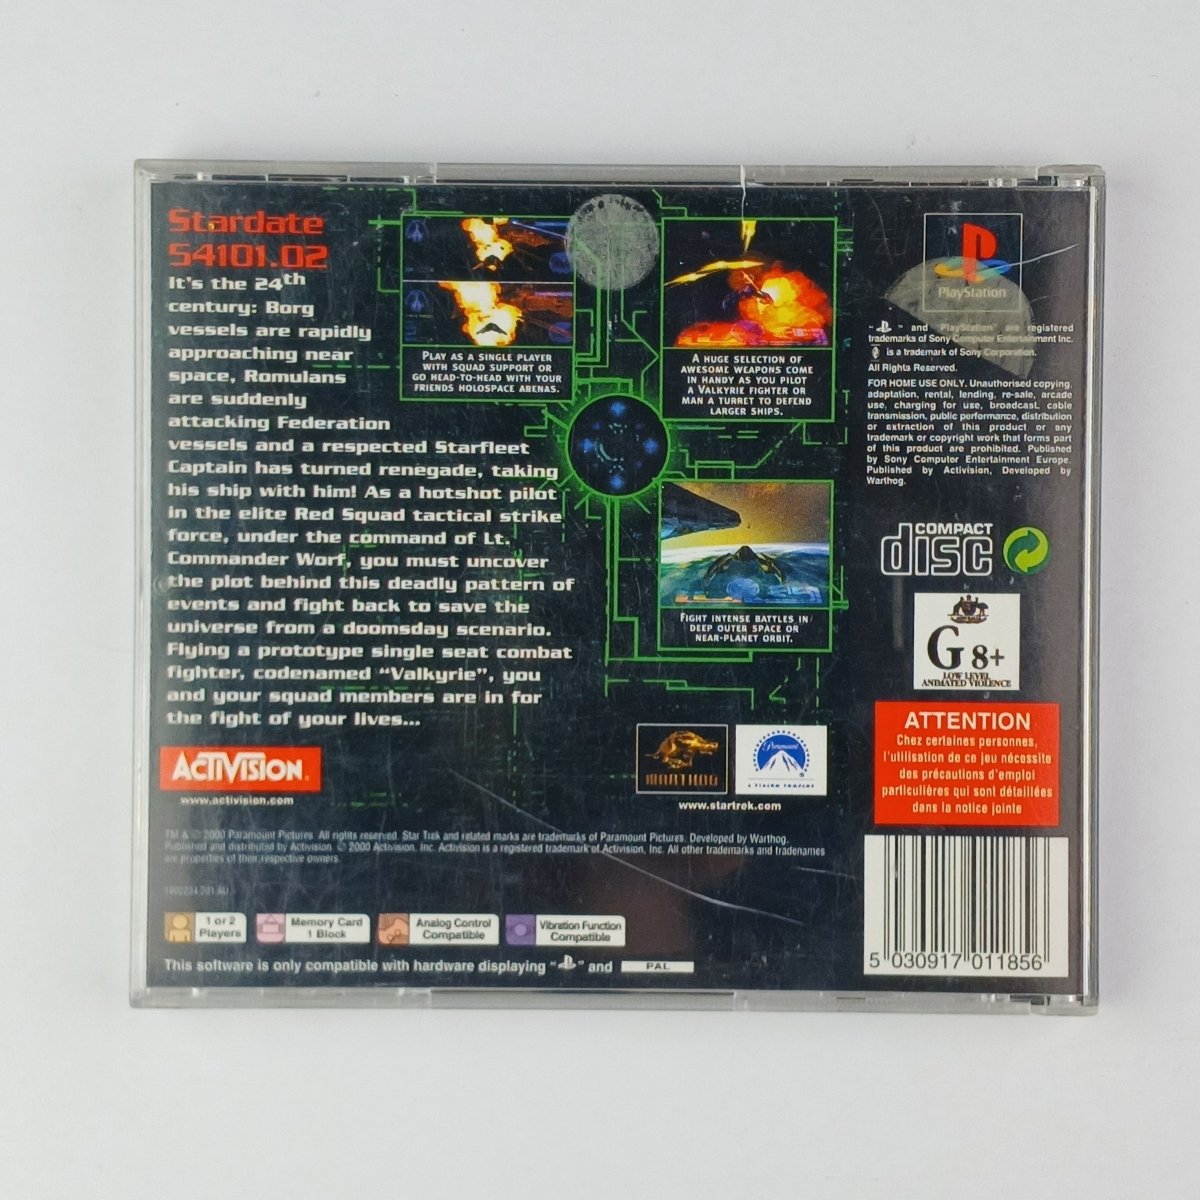 Stardate
54101.02
It's the 24th
century: Borg
vessels are rapidly
approaching near
space, Romulans
are suddenly
attacking Federation
vessels and a respected Starfleet
Captain has turned renegade, taking
his ship with him! As a hotshot pilot
in the elite Red Squad tactical strike
force, under the command of Lt.
Commander Worf, you must uncover
the plot behind this deadly pattern of
events and fight back to save the
universe from a doomsday scenario.
Flying a prototype single seat combat
fighter, codenamed “Valkyrie”, you
and your squad members are in for
the fight of your lives...
PLAY AS A SINGLE PLAYER
WITH SQUAD SUPPORT OR
GO HEAD-TO-HEAD WITH YOUR
FRIENDS HOLOSPACE ARENAS.
A HUGE SELECTION OF
AWESOME WEAPONS COME
IN HANDY AS YOU PILOT
A VALKYRIE FIGHTER OR
MAN A TURRET TO DEFEND
LARGER SHIPS.
FIGHT INTENSE BATTLES IN
DEEP OUTER SPACE OR
NEAR-PLANET ORBIT.
PlayStation
" " and "PlayStation" are registered
trademarks of Sony Computer Entertainment Inc.
is a trademark of Sony Corporation.
All Rights Reserved.
FOR HOME USE ONLY. Unauthorised copying,
adaptation, rental, lending, re-sale, arcade
use, charging for use, broadcast, cable
transmission, public performance, distribution
or extraction of this product or any
trademark or copyright work that forms part
of this product are prohibited. Published
by Sony Computer Entertainment Europe.
Published by Activision, Developed by
Warthog.
COMPACT
disc
G 8+
LOW LEVEL
ANIMATED VIOLENCE
ATTENTION
Chez certaines personnes,
l'utilisation de ce jeu nécessite
des précautions d'emploi
particulières qui sont détaillées
dans la notice jointe
ACTIVISION
www.activision.com
WARTHOG
Paramount
A VIACOM COMPANY
www.startrek.com
TM & © 2000 Paramount Pictures. All rights reserved. Star Trek and related marks are trademarks of Paramount Pictures. Developed by Warthog.
Published and distributed by Activision. © 2000 Activision, Inc. Activision is a registered trademark of Activision, Inc. All other trademarks and tradenames
are properties of their respective owners.
1 or 2
Players
Memory Card
1 Block
Analog Control
Compatible
Vibration Function
Compatible
This software is only compatible with hardware displaying " " and PAL
5 030917 011856